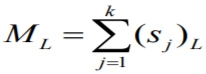 $M_L = \sum_{j=1}^{k} (s_j)_L$